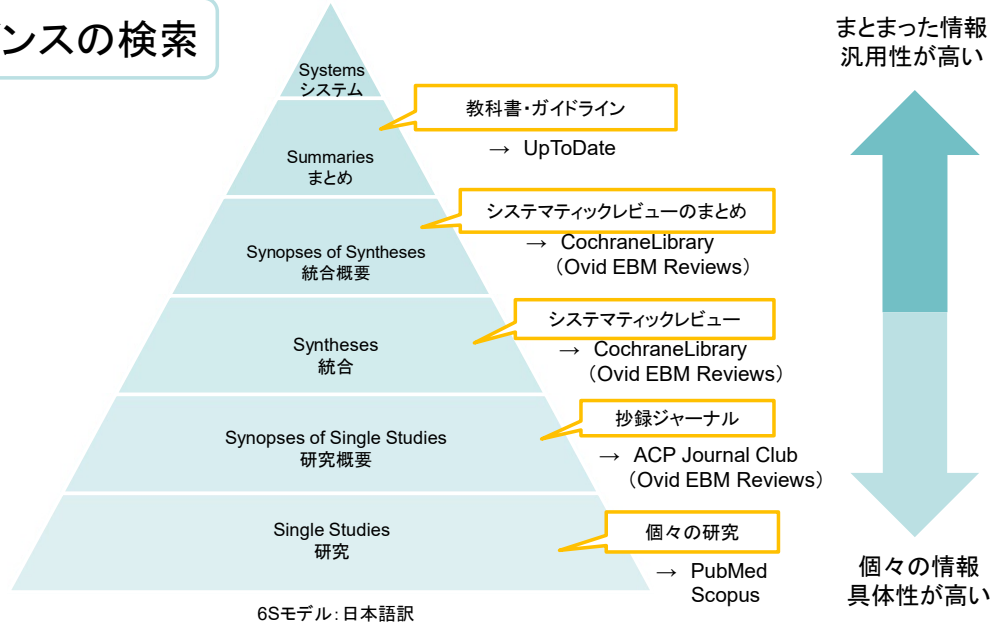 ンスの検索
まとまった情報
汎用性が高い
Systems
システム
教科書・ガイドライン
→ UpToDate
Summaries
まとめ
システマティックレビューのまとめ
→ CochraneLibrary
（Ovid EBM Reviews）
Synopses of Syntheses
統合概要
システマティックレビュー
→ CochraneLibrary
（Ovid EBM Reviews）
Syntheses
統合
抄録ジャーナル
→ ACP Journal Club
（Ovid EBM Reviews）
Synopses of Single Studies
研究概要
個々の研究
→ PubMed
Scopus
Single Studies
研究
個々の情報
具体性が高い
6Sモデル：日本語訳